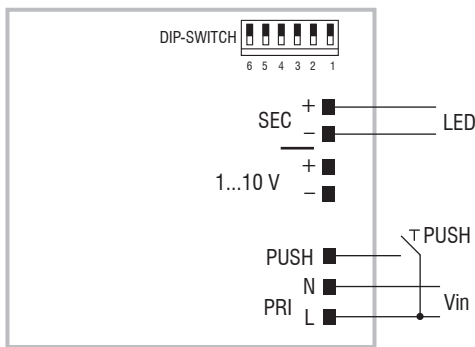 DIP-SWITCH
6 5 4 3 2 1
SEC + −
LED
1...10 V + −
PUSH
PUSH
PRI N L
Vin